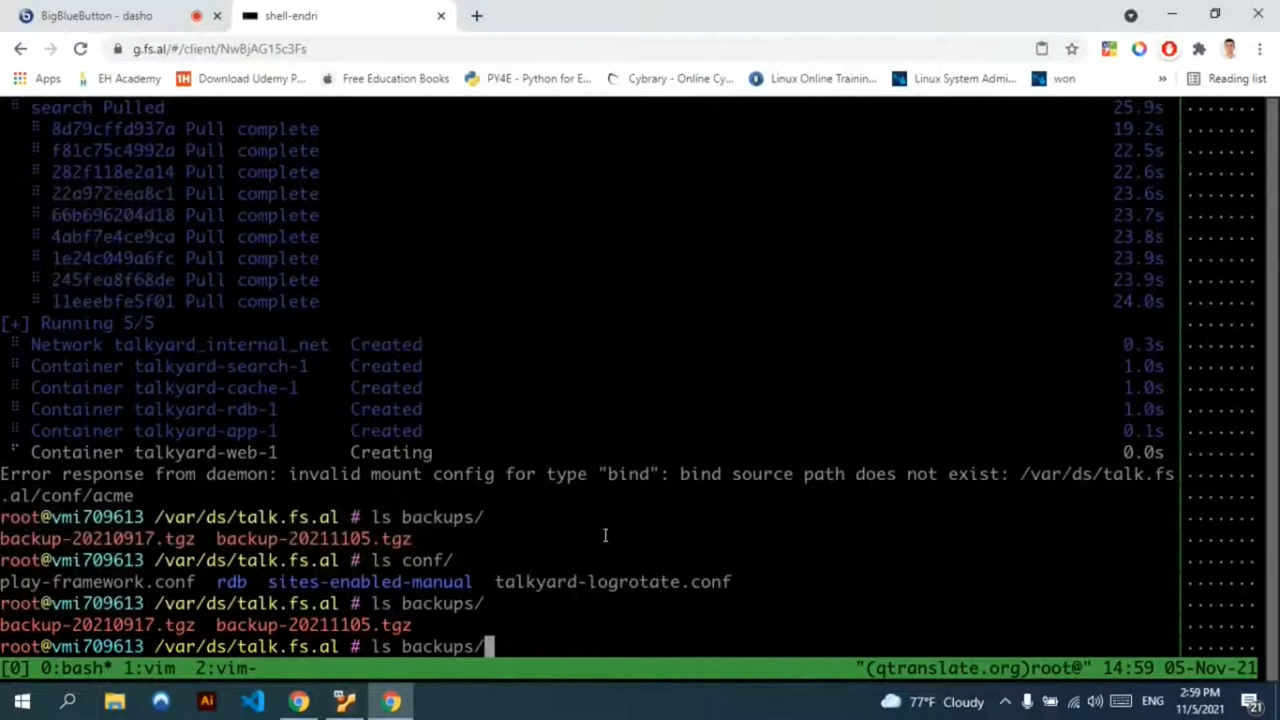 BigBlueButton - dasho
shell-endri
g.fs.al/#/client/NwBjAG15c3Fs
Apps EH Academy Download Udemy P... Free Education Books PY4E - Python for E... Cybrary - Online Cy... Linux Online Trainin... Linux System Admi... won » Reading list
search Pulled 25.9s
8d79cffd937a Pull complete 19.2s
f81c75c4992a Pull complete 22.5s
282f118e2a14 Pull complete 22.6s
22a972eea8c1 Pull complete 23.6s
66b696204d18 Pull complete 23.7s
4abf7e4ce9ca Pull complete 23.8s
1e24c049a6fc Pull complete 23.9s
245fea8f68de Pull complete 23.9s
11eeebfe5f01 Pull complete 24.0s
[+] Running 5/5
Network talkyard_internal_net Created 0.3s
Container talkyard-search-1 Created 1.0s
Container talkyard-cache-1 Created 1.0s
Container talkyard-rdb-1 Created 1.0s
Container talkyard-app-1 Created 0.1s
Container talkyard-web-1 Creating 0.0s
Error response from daemon: invalid mount config for type "bind": bind source path does not exist: /var/ds/talk.fs
.al/conf/acme
root@vmi709613 /var/ds/talk.fs.al # ls backups/
backup-20210917.tgz backup-20211105.tgz
root@vmi709613 /var/ds/talk.fs.al # ls conf/
play-framework.conf rdb sites-enabled-manual talkyard-logrotate.conf
root@vmi709613 /var/ds/talk.fs.al # ls backups/
backup-20210917.tgz backup-20211105.tgz
root@vmi709613 /var/ds/talk.fs.al # ls backups/
[0] 0:bash* 1:vim 2:vim- "(qtranslate.org)root@" 14:59 05-Nov-21
77°F Cloudy ENG 2:59 PM
11/5/2021 21